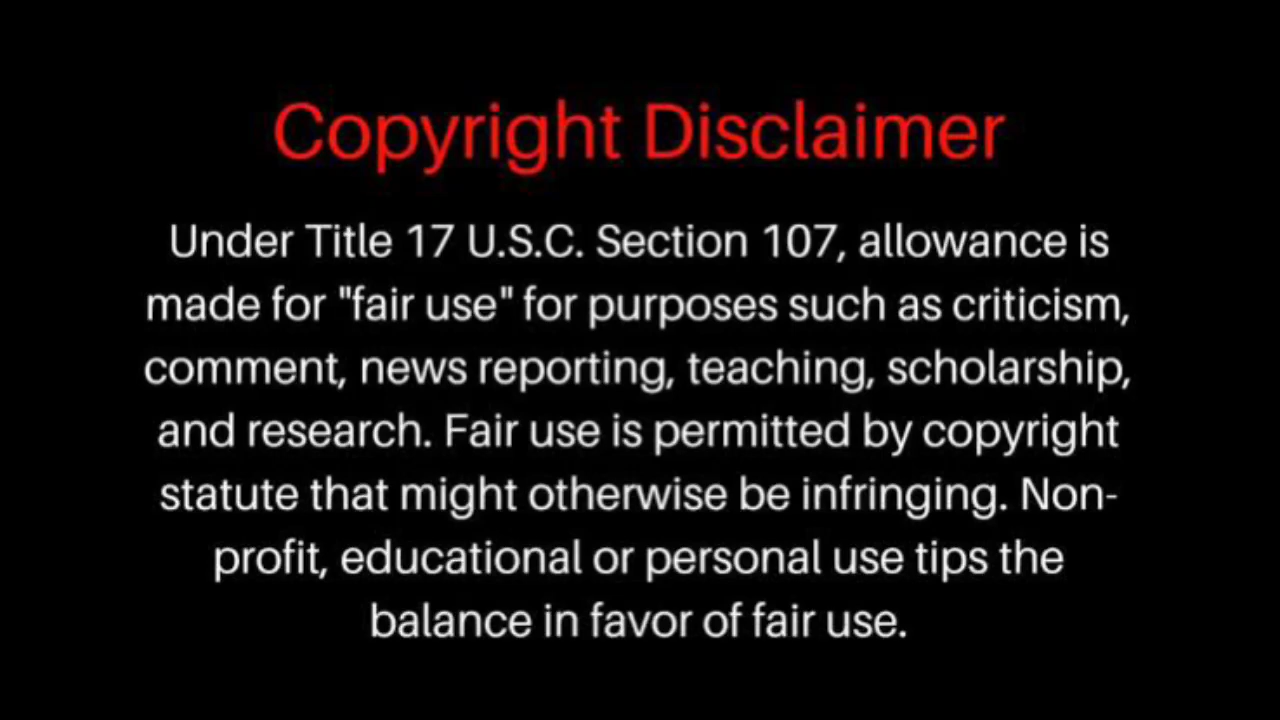 Copyright Disclaimer
Under Title 17 U.S.C. Section 107, allowance is
made for "fair use" for purposes such as criticism,
comment, news reporting, teaching, scholarship,
and research. Fair use is permitted by copyright
statute that might otherwise be infringing. Non-
profit, educational or personal use tips the
balance in favor of fair use.